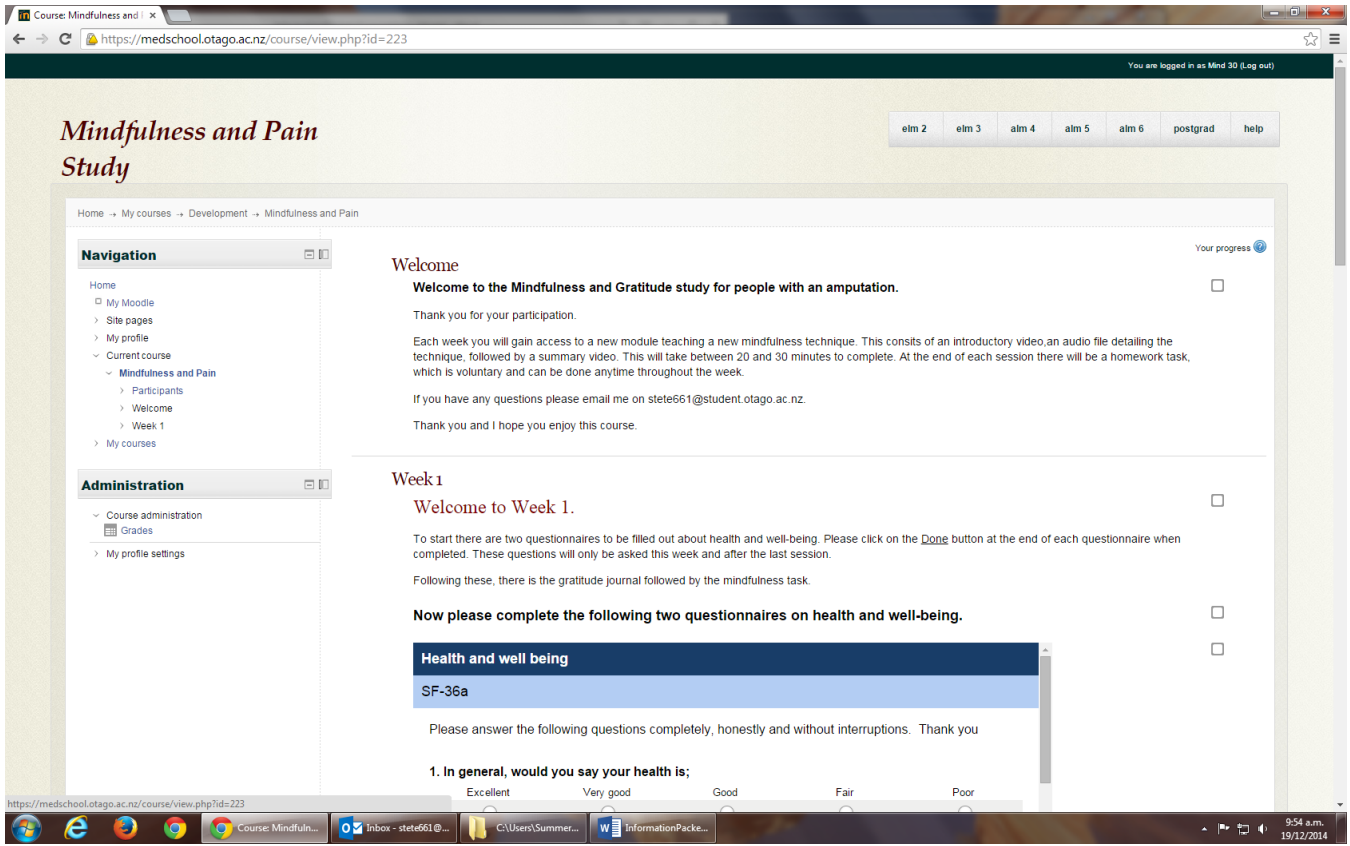 Course: Mindfulness and I
https://medschool.otago.ac.nz/course/view.php?id=223
You are logged in as Mind 30 (Log out)
Mindfulness and Pain
Study
elm 2 elm 3 alm 4 alm 5 alm 6 postgrad help
Home → My courses → Development → Mindfulness and Pain
Your progress
Navigation
Home
My Moodle
Site pages
My profile
Current course
Mindfulness and Pain
Participants
Welcome
Week 1
My courses
Administration
Course administration
Grades
My profile settings
Welcome
Welcome to the Mindfulness and Gratitude study for people with an amputation.
Thank you for your participation.
Each week you will gain access to a new module teaching a new mindfulness technique. This consits of an introductory video,an audio file detailing the
technique, followed by a summary video. This will take between 20 and 30 minutes to complete. At the end of each session there will be a homework task,
which is voluntary and can be done anytime throughout the week.
If you have any questions please email me on stete661@student.otago.ac.nz.
Thank you and I hope you enjoy this course.
Week 1
Welcome to Week 1.
To start there are two questionnaires to be filled out about health and well-being. Please click on the Done button at the end of each questionnaire when
completed. These questions will only be asked this week and after the last session.
Following these, there is the gratitude journal followed by the mindfulness task.
Now please complete the following two questionnaires on health and well-being.
Health and well being
SF-36a
Please answer the following questions completely, honestly and without interruptions. Thank you
1. In general, would you say your health is;
Excellent Very good Good Fair Poor
https://medschool.otago.ac.nz/course/view.php?id=223
Course: Mindfuln...
Inbox - stete661@...
C:\Users\Summer...
InformationPacke...
9:54 a.m.
19/12/2014